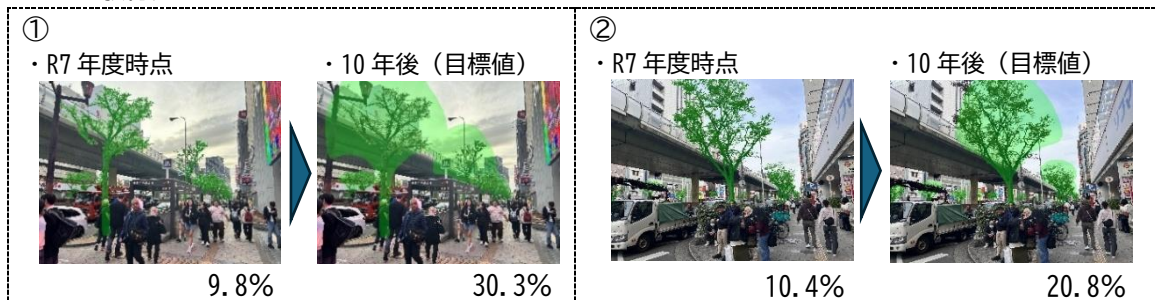 ①
・R7 年度時点
・10 年後（目標値）
9.8%
30.3%
②
・R7 年度時点
・10 年後（目標値）
10.4%
20.8%